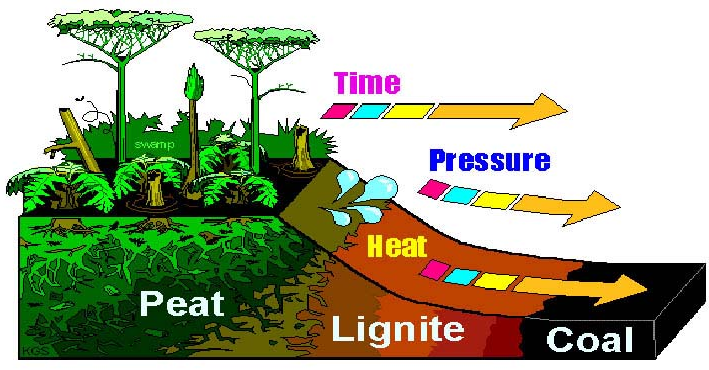 Time
swamp
Pressure
Heat
Peat
Lignite
Coal
KGS